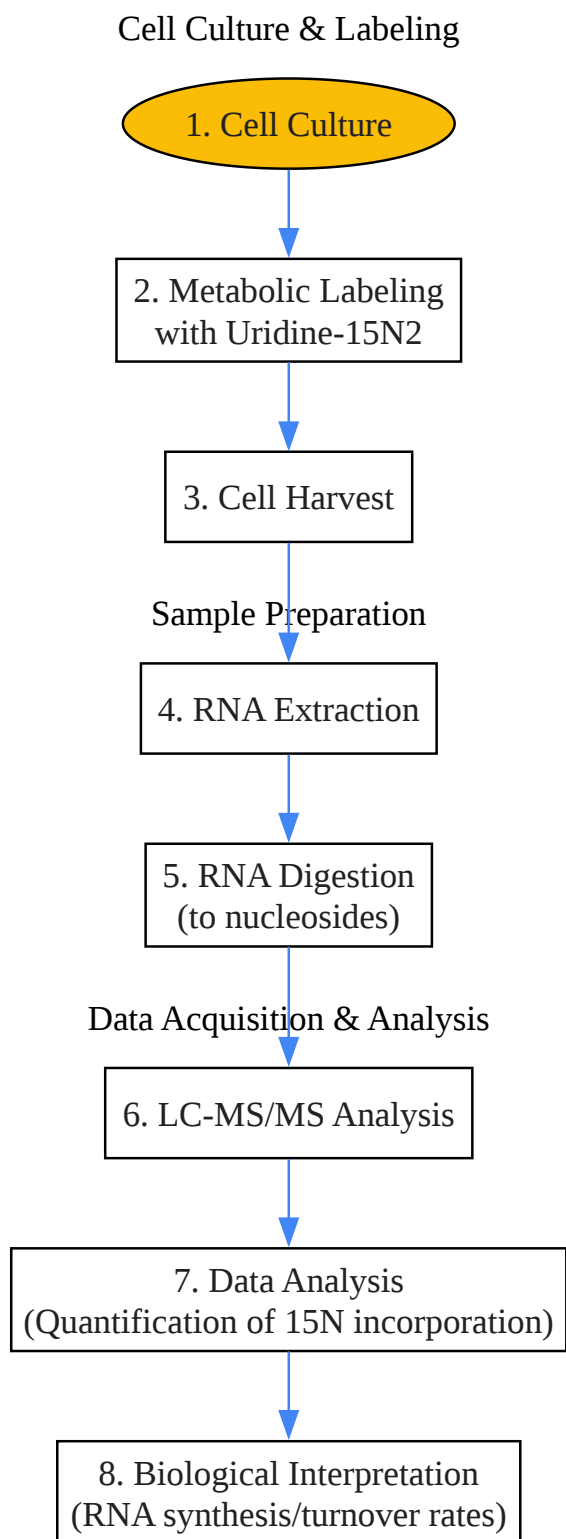 Cell Culture & Labeling
1. Cell Culture
2. Metabolic Labeling
with Uridine-15N2
3. Cell Harvest
Sample Preparation
4. RNA Extraction
5. RNA Digestion
(to nucleosides)
Data Acquisition & Analysis
6. LC-MS/MS Analysis
7. Data Analysis
(Quantification of 15N incorporation)
8. Biological Interpretation
(RNA synthesis/turnover rates)